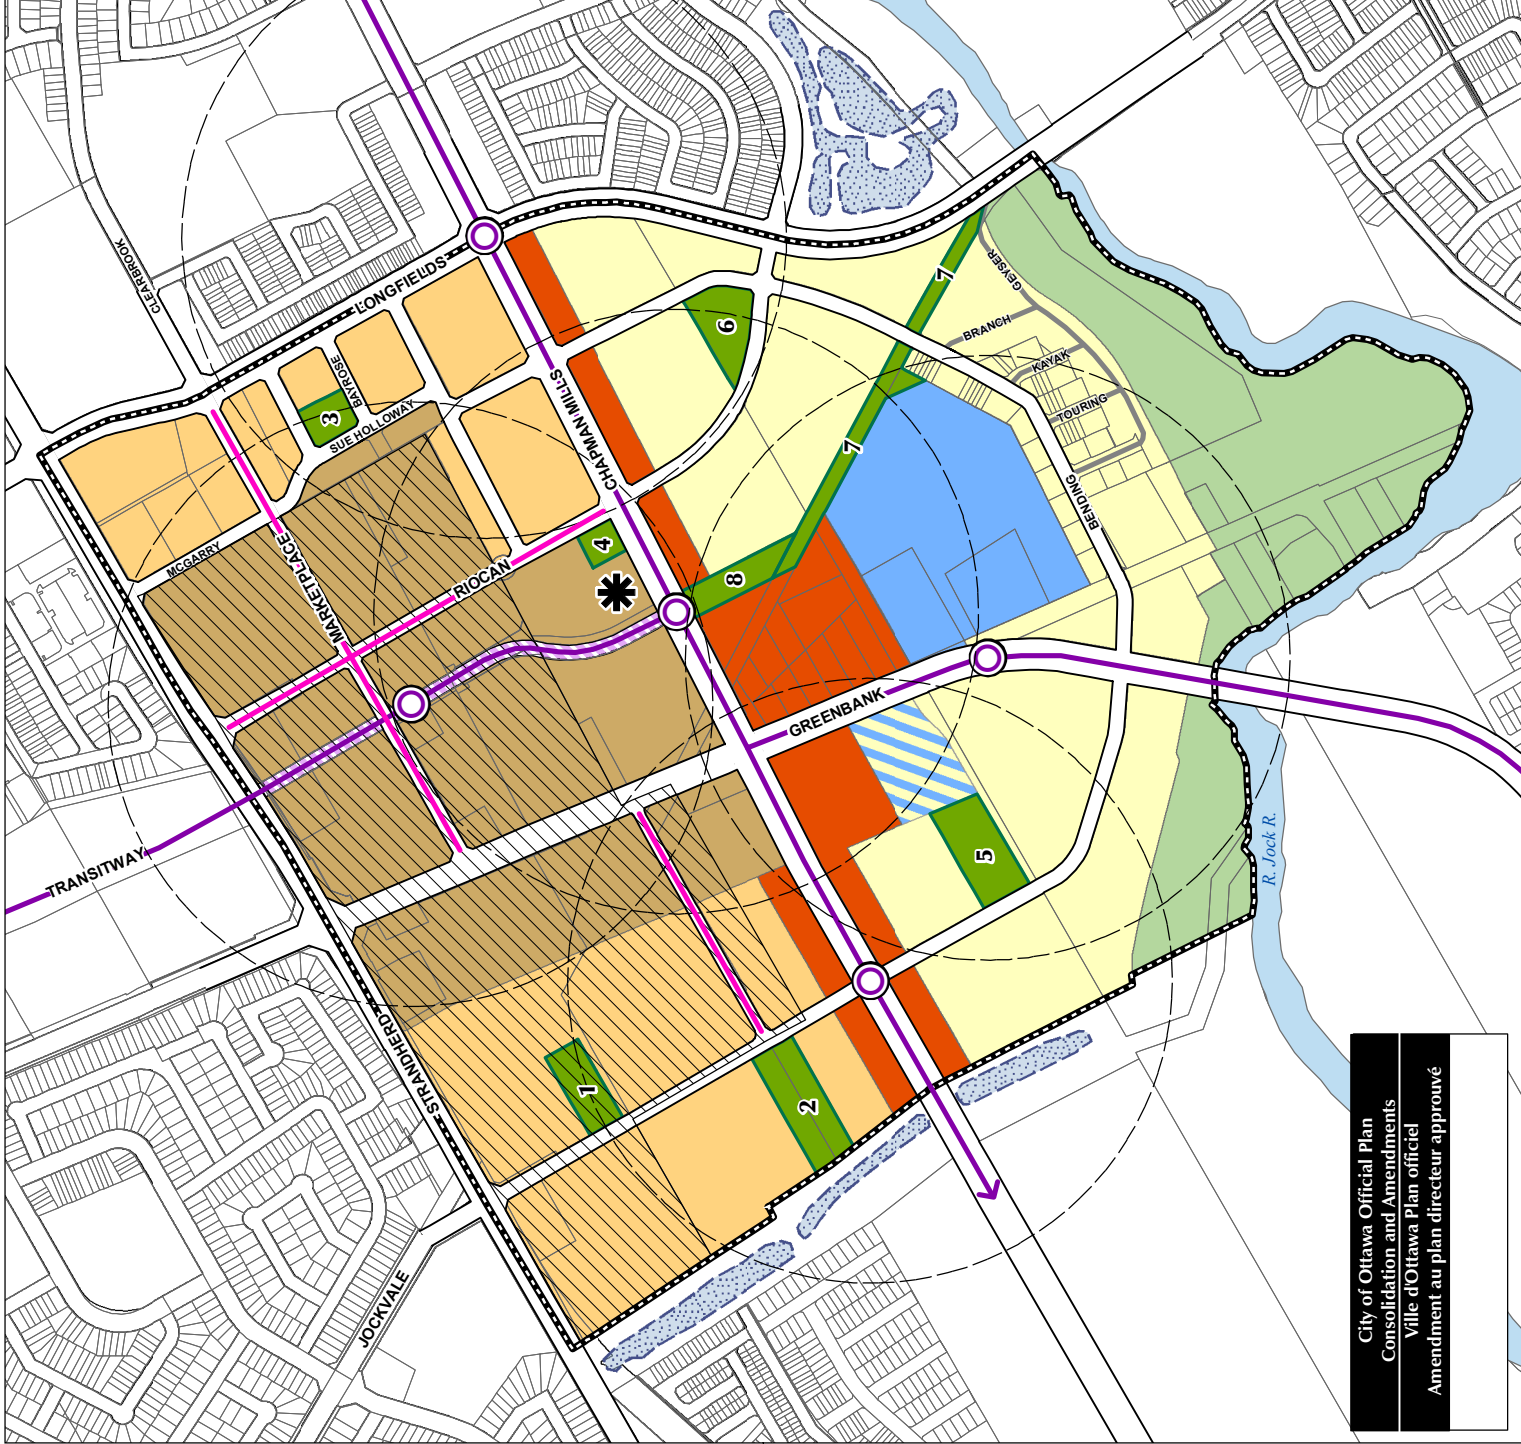 CLEARBROOK
LONGFIELDS
BAYROSE
3
SUE HOLLOWAY
MCGARRY
MARKETPLACE
RIOCAN
CHAPMAN MILLS
4
6
7
GEYSER
BRANCH
KAYAK
TOURING
7
BENDING
8
GREENBANK
TRANSITWAY
5
R. Jock R.
STRANDHERD
1
2
JOCKVALE
City of Ottawa Official Plan
Consolidation and Amendments
Ville d'Ottawa Plan officiel
Amendment au plan directeur approuvé